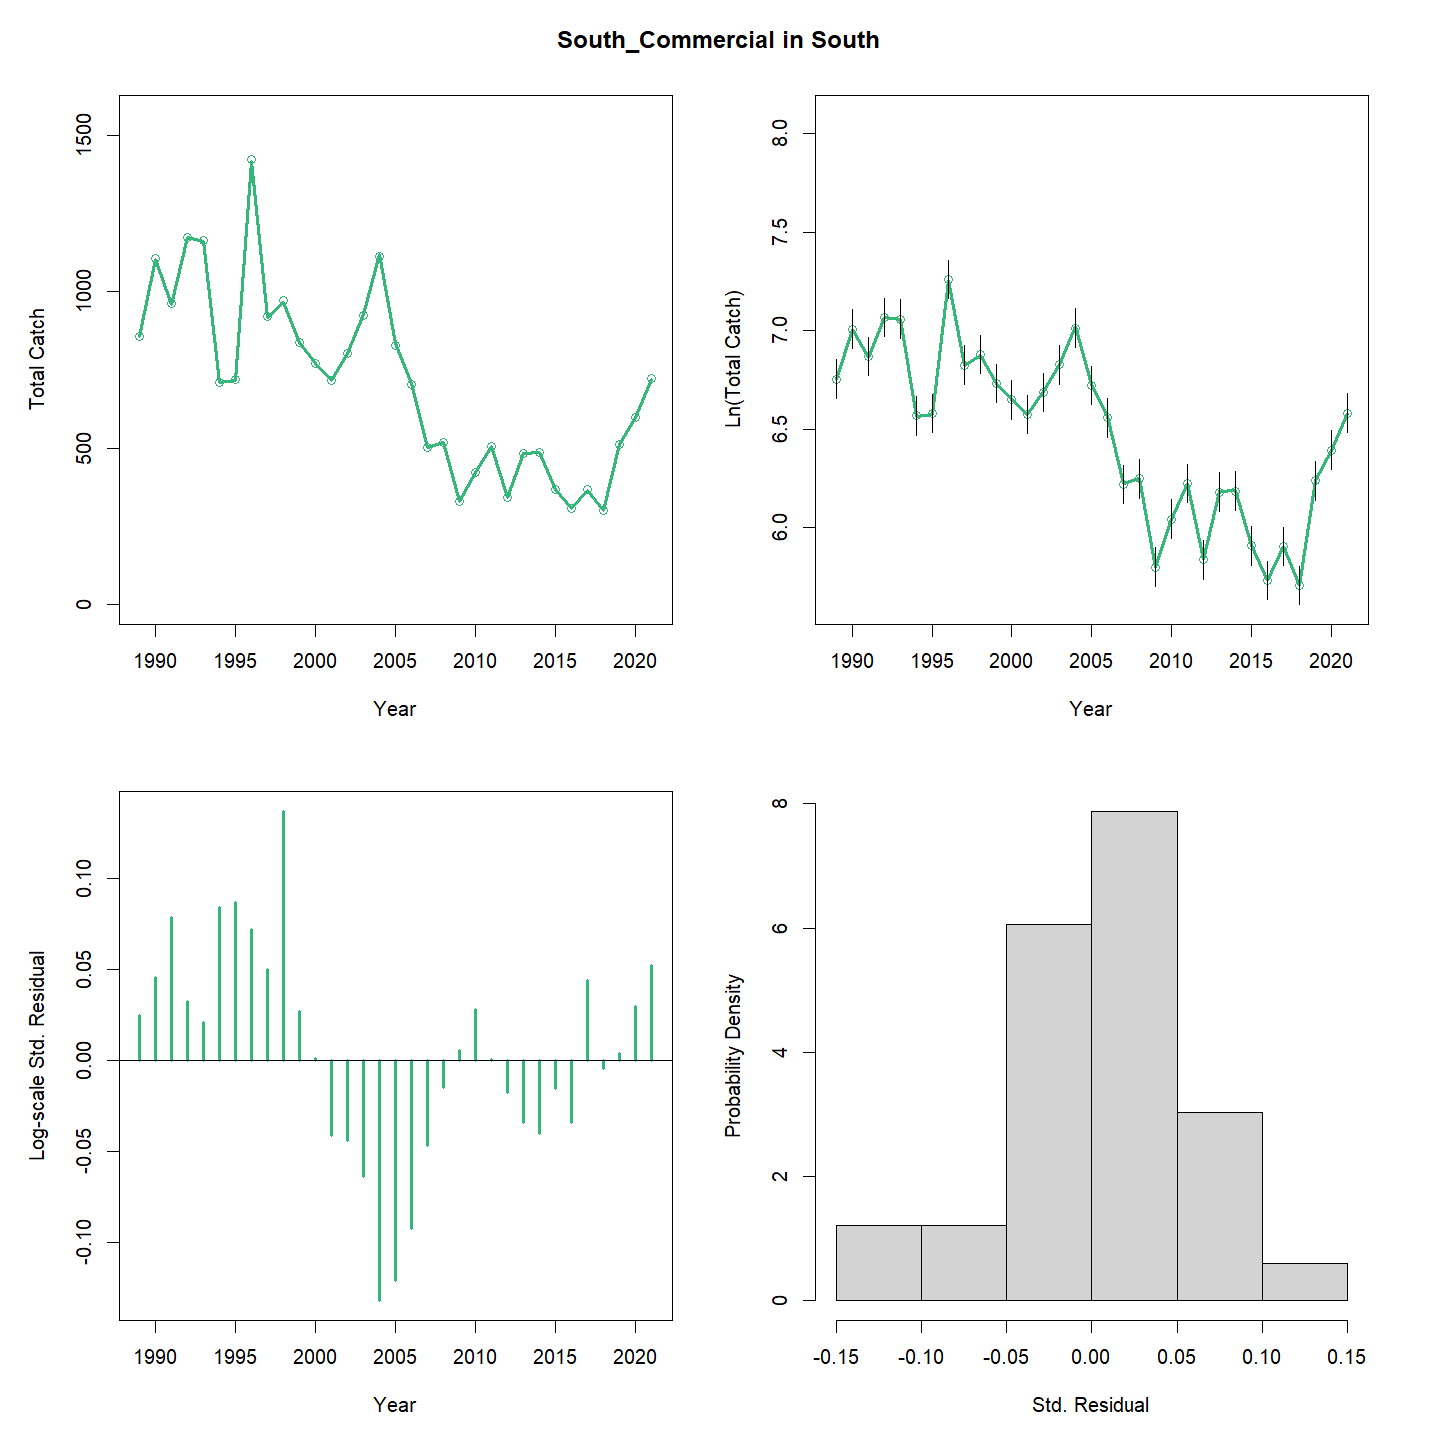 South_Commercial in South
Total Catch
1500
1000
500
0
1990 1995 2000 2005 2010 2015 2020
Year
Ln(Total Catch)
8.0
7.5
7.0
6.5
6.0
1990 1995 2000 2005 2010 2015 2020
Year
Log-scale Std. Residual
0.10
0.05
0.00
-0.05
-0.10
1990 1995 2000 2005 2010 2015 2020
Year
Probability Density
8
6
4
2
0
-0.15 -0.10 -0.05 0.00 0.05 0.10 0.15
Std. Residual